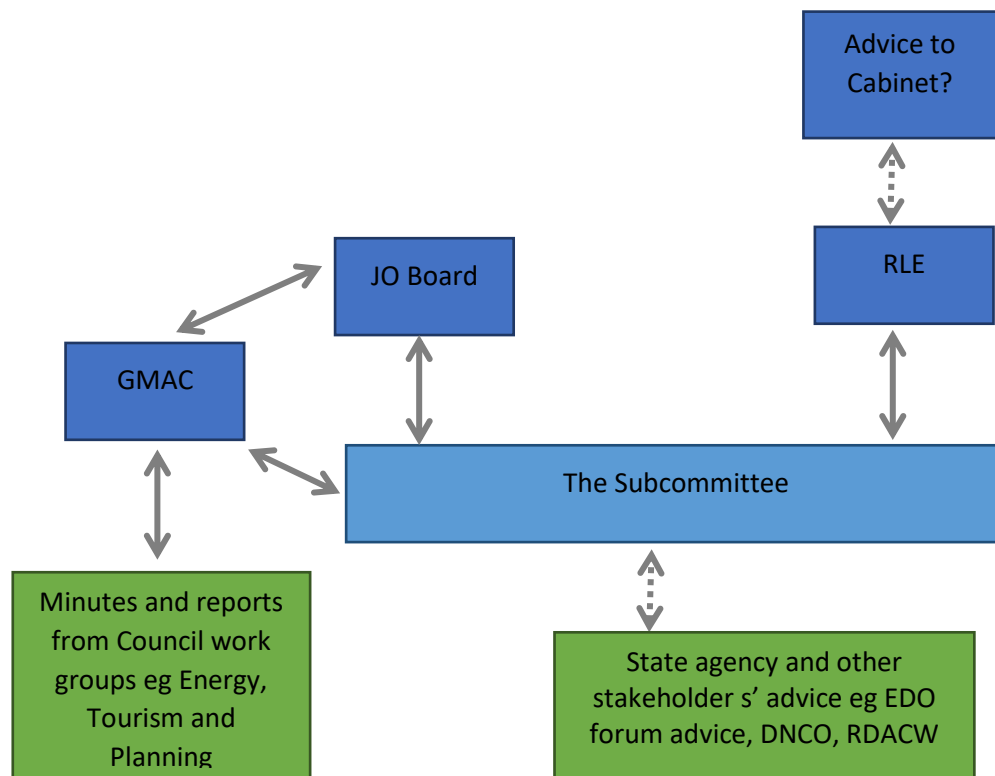 Advice to
Cabinet?
RLE
JO Board
GMAC
The Subcommittee
Minutes and reports
from Council work
groups eg Energy,
Tourism and
Planning
State agency and other
stakeholder s’ advice eg EDO
forum advice, DNCO, RDACW